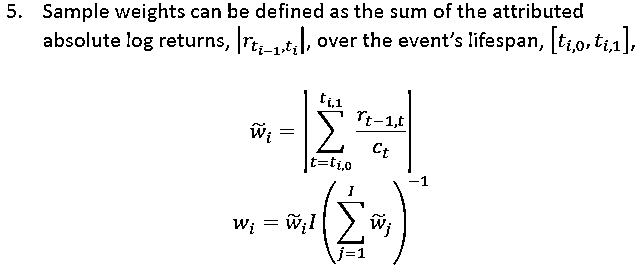 5. Sample weights can be defined as the sum of the attributed
absolute log returns, |r_{t_{i-1},t_i}|, over the event's lifespan, [t_{i,0}, t_{i,1}],
w̃_i = |∑_{t=t_{i,0}}^{t_{i,1}} r_{t-1,t}/c_t|
w_i = w̃_i I (∑_{j=1}^{I} w̃_j)^{-1}